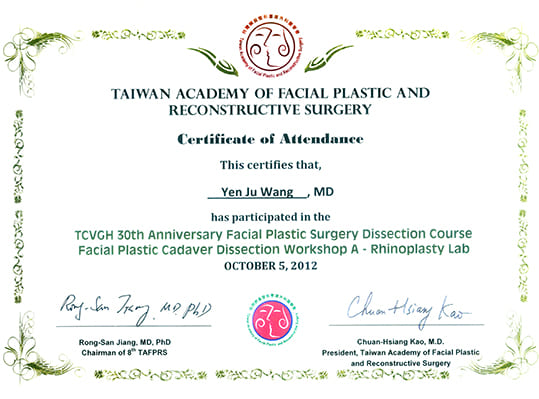 TAIWAN ACADEMY OF FACIAL PLASTIC AND
RECONSTRUCTIVE SURGERY
Certificate of Attendance
This certifies that,
Yen Ju Wang , MD
has participated in the
TCVGH 30th Anniversary Facial Plastic Surgery Dissection Course
Facial Plastic Cadaver Dissection Workshop A - Rhinoplasty Lab
OCTOBER 5, 2012
Rong-San Jiang, M.D, PhD
Chuan-Hsiang Kao
Rong-San Jiang, MD, PhD
Chairman of 8th TAFPRS
Chuan-Hsiang Kao, M.D.
President, Taiwan Academy of Facial Plastic
and Reconstructive Surgery